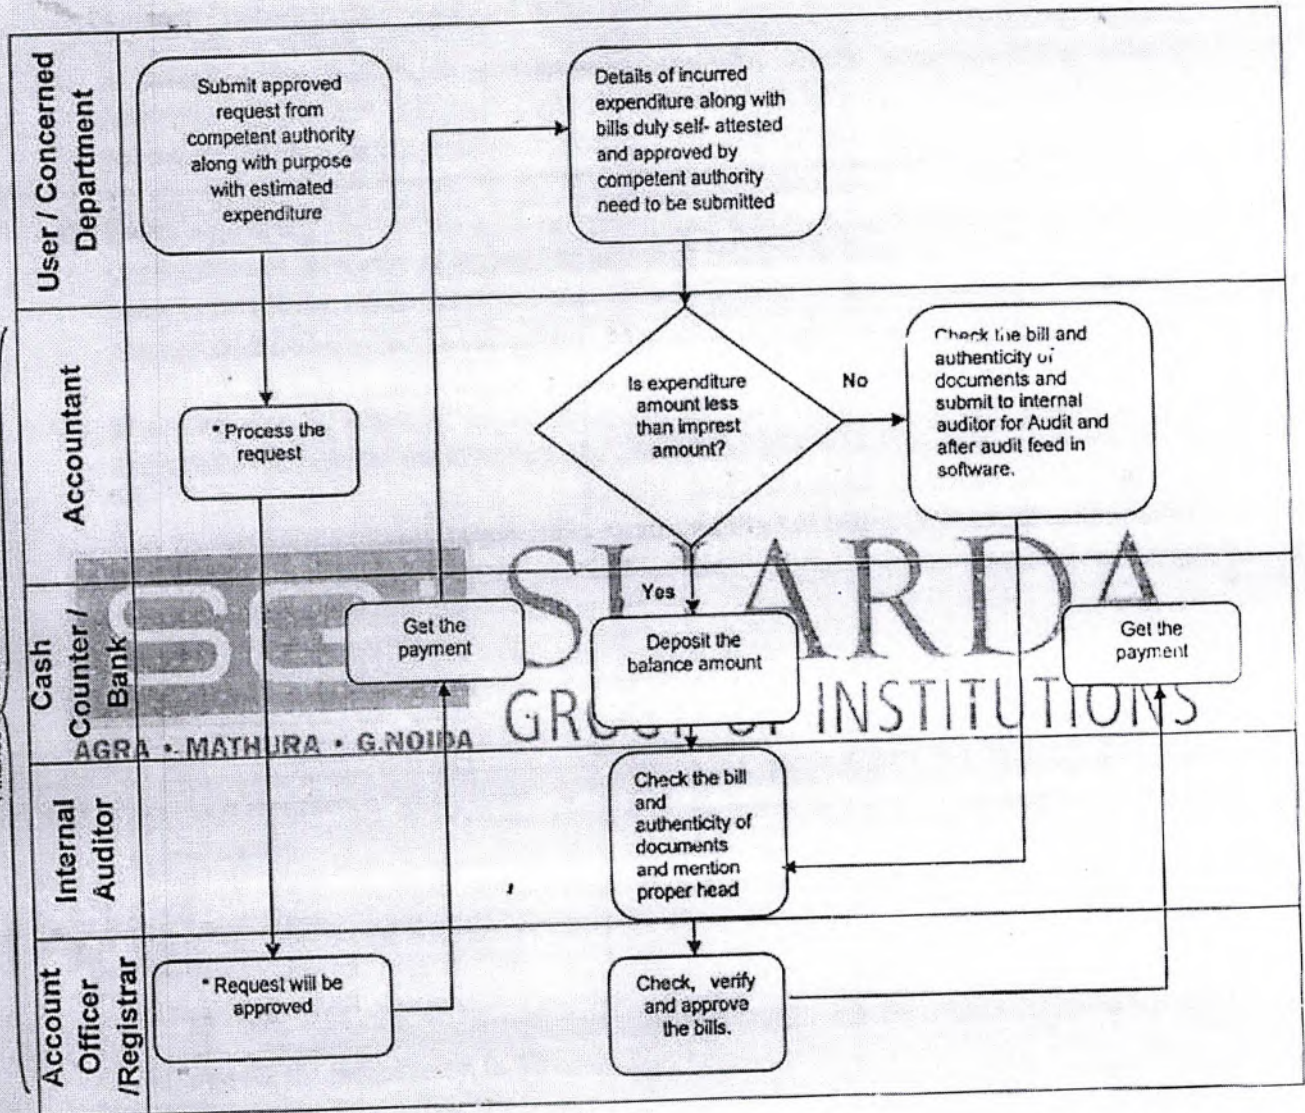 User / Concerned
Department
Submit approved
request from
competent authority
along with purpose
with estimated
expenditure
Details of incurred
expenditure along with
bills duly self- attested
and approved by
competent authority
need to be submitted
Accountant
* Process the
request
Is expenditure
amount less
than imprest
amount?
No
Check the bill and
authenticity of
documents and
submit to internal
auditor for Audit and
after audit feed in
software.
Yes
Cash
Counter /
Bank
Get the
payment
Deposit the
balance amount
Get the
payment
SGI
SHARDA
GROUP OF INSTITUTIONS
AGRA • MATHURA • G.NOIDA
Internal
Auditor
Check the bill
and
authenticity of
documents
and mention
proper head
Account
Officer
/Registrar
* Request will be
approved
Check, verify
and approve
the bills.